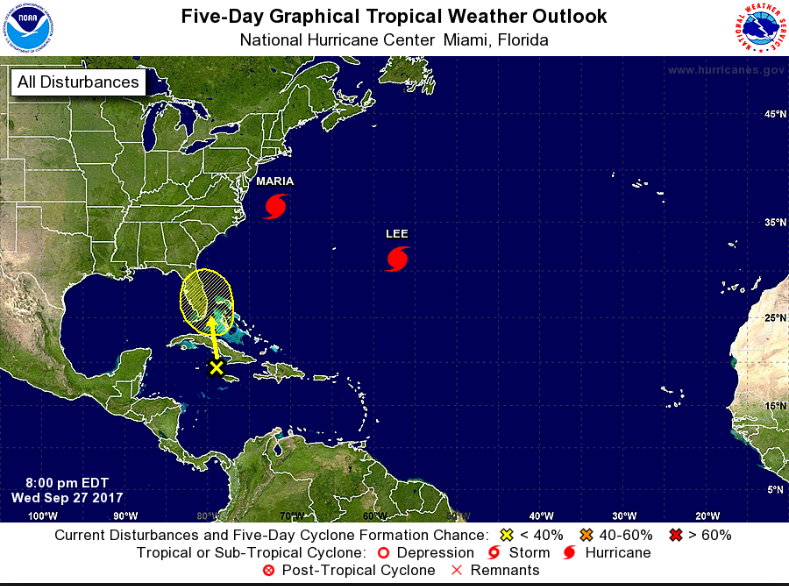 Five-Day Graphical Tropical Weather Outlook
National Hurricane Center Miami, Florida
NOAA
All Disturbances
www.hurricanes.gov
45°N
MARIA
35°N
LEE
25°N
15°N
8:00 pm EDT
Wed Sep 27 2017
5°N
100°W 90°W 80°W 70°W 60°W 50°W 40°W 30°W 20°W
Current Disturbances and Five-Day Cyclone Formation Chance: < 40% 40-60% > 60%
Tropical or Sub-Tropical Cyclone: Depression Storm Hurricane
Post-Tropical Cyclone Remnants